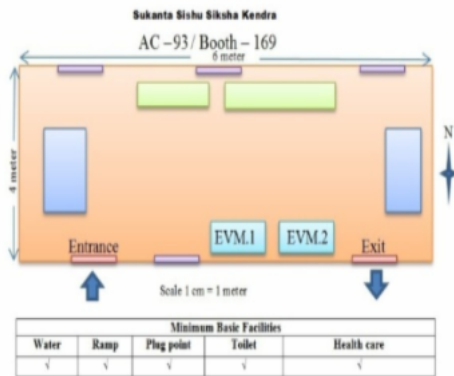 Sukanta Sishu Siksha Kendra
AC –93/ Booth – 169
6 meter
4 meter
N
EVM.1 EVM.2
Entrance Exit
Scale 1 cm = 1 meter
Minimum Basic Facilities
Water Ramp Plug point Toilet Health care
√ √ √ √ √